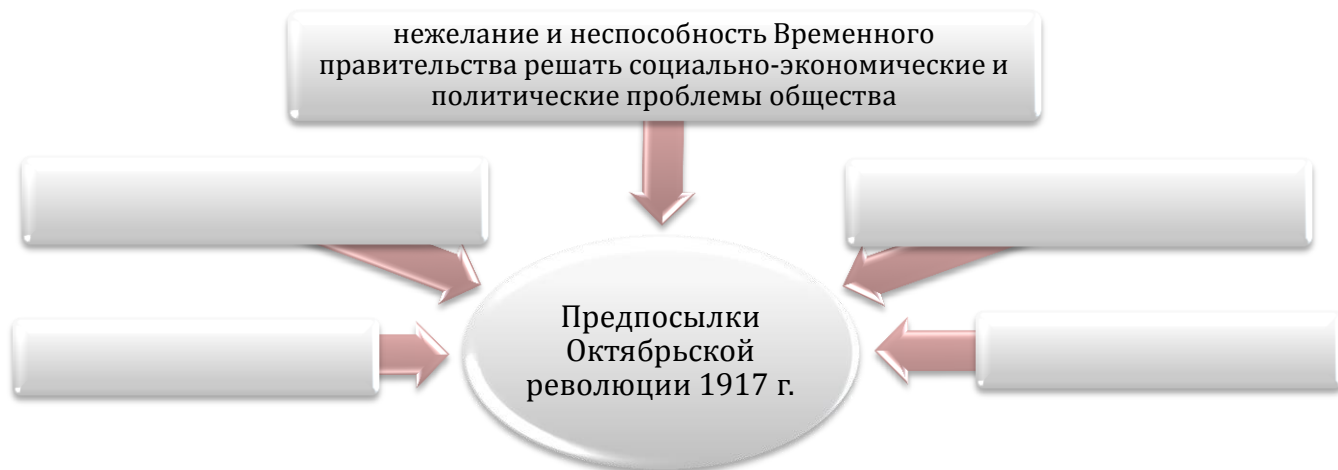 нежелание и неспособность Временного
правительства решать социально-экономические и
политические проблемы общества
Предпосылки
Октябрьской
революции 1917 г.